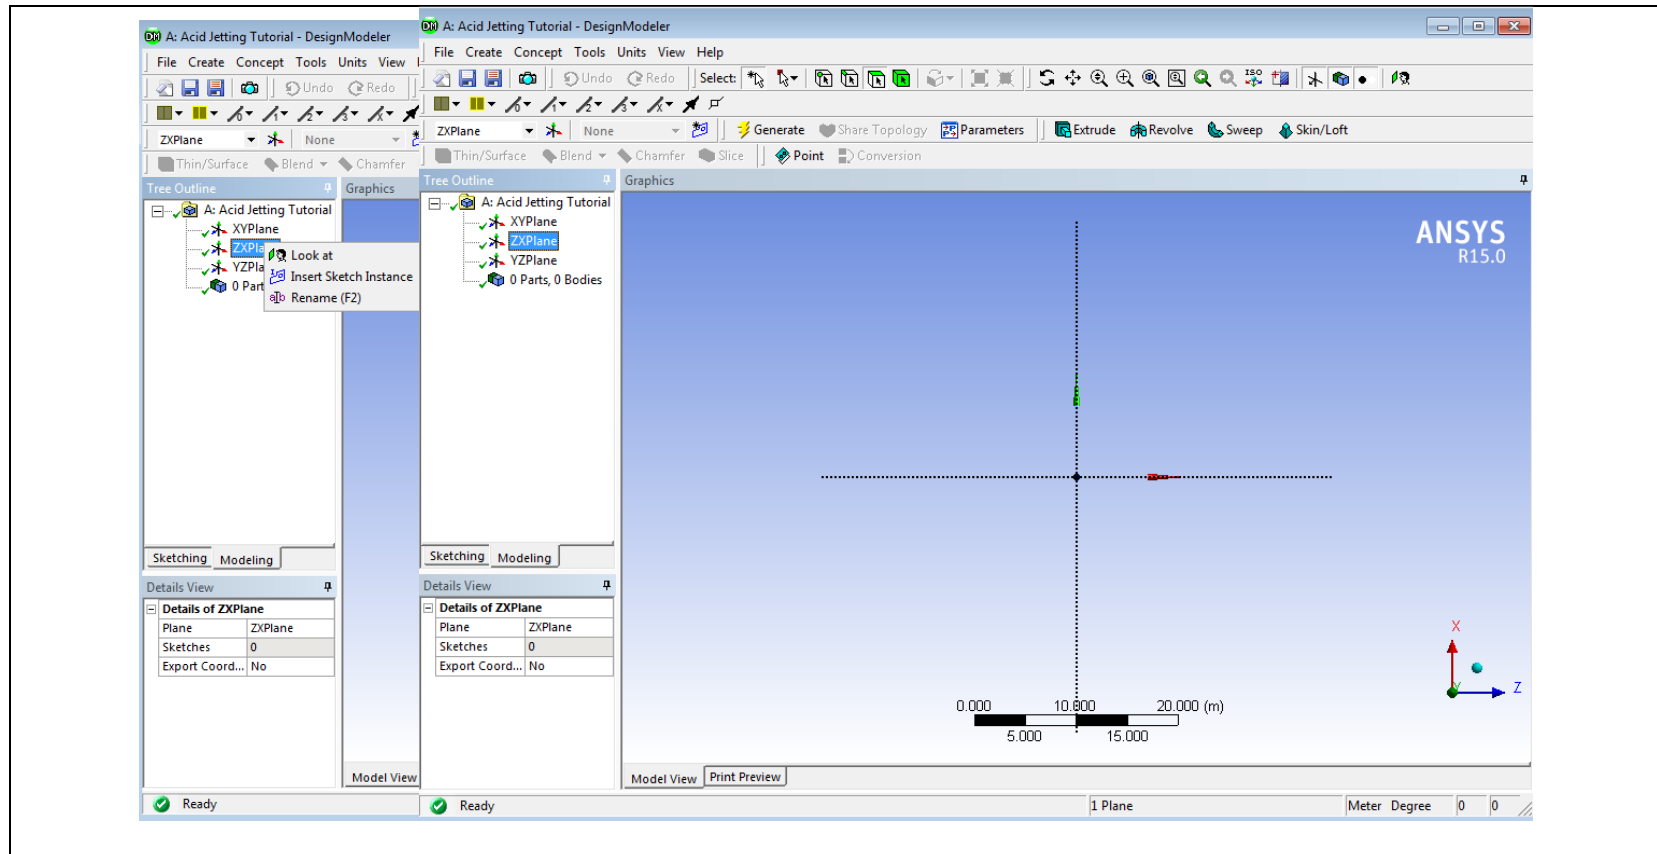 A: Acid Jetting Tutorial - DesignModeler
File Create Concept Tools Units View
Undo Redo
ZXPlane None
Thin/Surface Blend Chamfer
Tree Outline Graphics
A: Acid Jetting Tutorial
XYPlane
ZXPla
Look at
YZPla
Insert Sketch Instance
0 Part
Rename (F2)
Sketching Modeling
Details View
Details of ZXPlane
Plane ZXPlane
Sketches 0
Export Coord... No
Model View
Ready
A: Acid Jetting Tutorial - DesignModeler
File Create Concept Tools Units View Help
Undo Redo Select:
ZXPlane None Generate Share Topology Parameters Extrude Revolve Sweep Skin/Loft
Thin/Surface Blend Chamfer Slice Point Conversion
Tree Outline Graphics
A: Acid Jetting Tutorial
XYPlane
ZXPlane
YZPlane
0 Parts, 0 Bodies
ANSYS
R15.0
Sketching Modeling
Details View
Details of ZXPlane
Plane ZXPlane
Sketches 0
Export Coord... No
X
Y
Z
0.000 10.000 20.000 (m)
5.000 15.000
Model View Print Preview
Ready 1 Plane Meter Degree 0 0